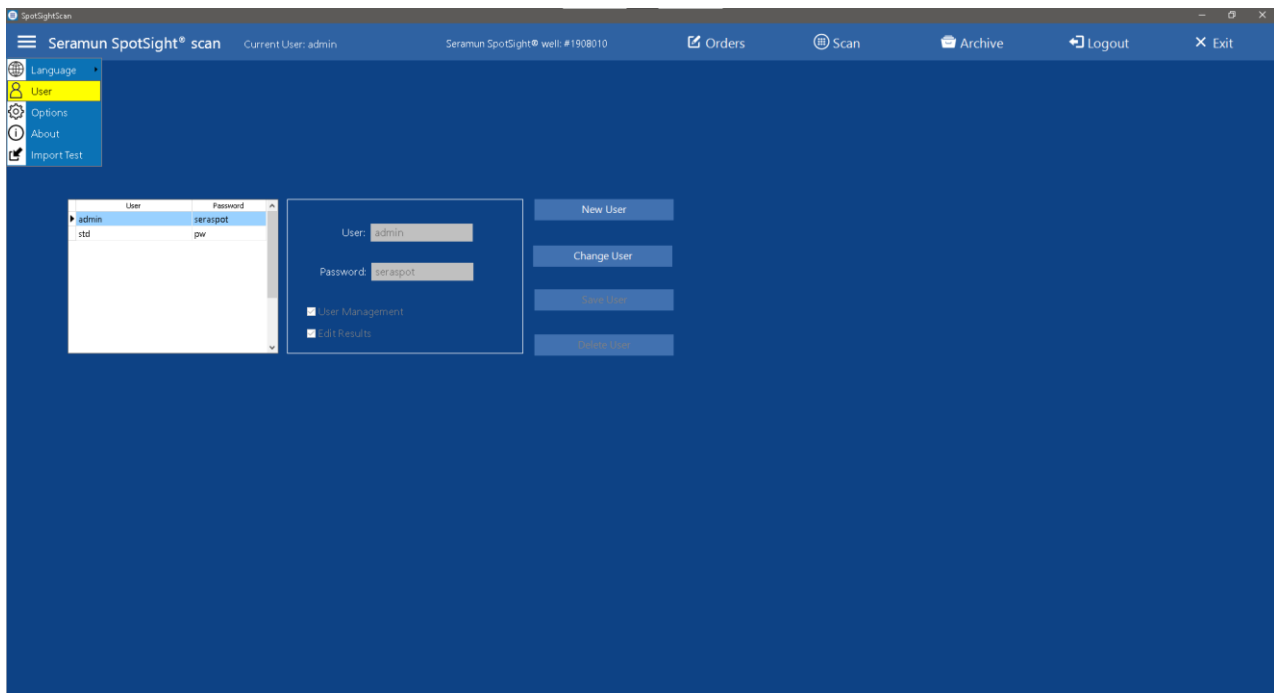 SpotSightScan
Seramun SpotSight® scan Current User: admin Seramun SpotSight® well: #1908010 Orders Scan Archive Logout Exit
Language
User
Options
About
Import Test
User Password
admin seraspot
std pw
User: admin
Password: seraspot
User Management
Edit Results
New User
Change User
Save User
Delete User